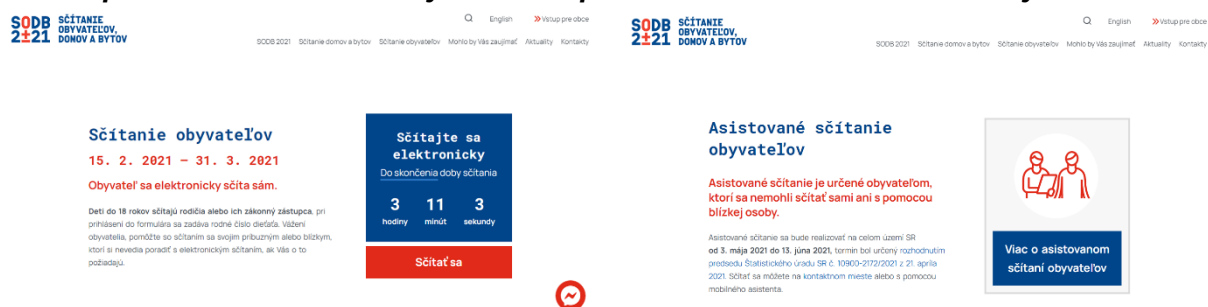 SODB 2021
SČÍTANIE
OBYVATEĽOV,
DOMOV A BYTOV
English
Vstup pre obce
SODB 2021 Sčítanie domov a bytov Sčítanie obyvateľov Mohlo by Vás zaujímať Aktuality Kontakty
Sčítanie obyvateľov
15. 2. 2021 – 31. 3. 2021
Obyvateľ sa elektronicky sčíta sám.
Deti do 18 rokov sčítajú rodičia alebo ich zákonný zástupca, pri
prihlásení do formulára sa zadáva rodné číslo dieťaťa. Vážení
obyvatelia, pomôžte so sčítaním sa svojim príbuzným alebo blízkym,
ktorí si nevedia poradiť s elektronickým sčítaním, ak Vás o to
požiadajú.
Sčítajte sa
elektronicky
Do skončenia doby sčítania
3 11 3
hodiny minút sekundy
Sčítať sa
SODB 2021
SČÍTANIE
OBYVATEĽOV,
DOMOV A BYTOV
English
Vstup pre obce
SODB 2021 Sčítanie domov a bytov Sčítanie obyvateľov Mohlo by Vás zaujímať Aktuality Kontakty
Asistované sčítanie
obyvateľov
Asistované sčítanie je určené obyvateľom,
ktorí sa nemohli sčítať sami ani s pomocou
blízkej osoby.
Asistované sčítanie sa bude realizovať na celom území SR
od 3. mája 2021 do 13. júna 2021, termín bol určený rozhodnutím
predsedu Štatistického úradu SR č. 10900-2172/2021 z 21. apríla
2021. Sčítať sa môžete na kontaktnom mieste alebo s pomocou
mobilného asistenta.
Viac o asistovanom
sčítaní obyvateľov